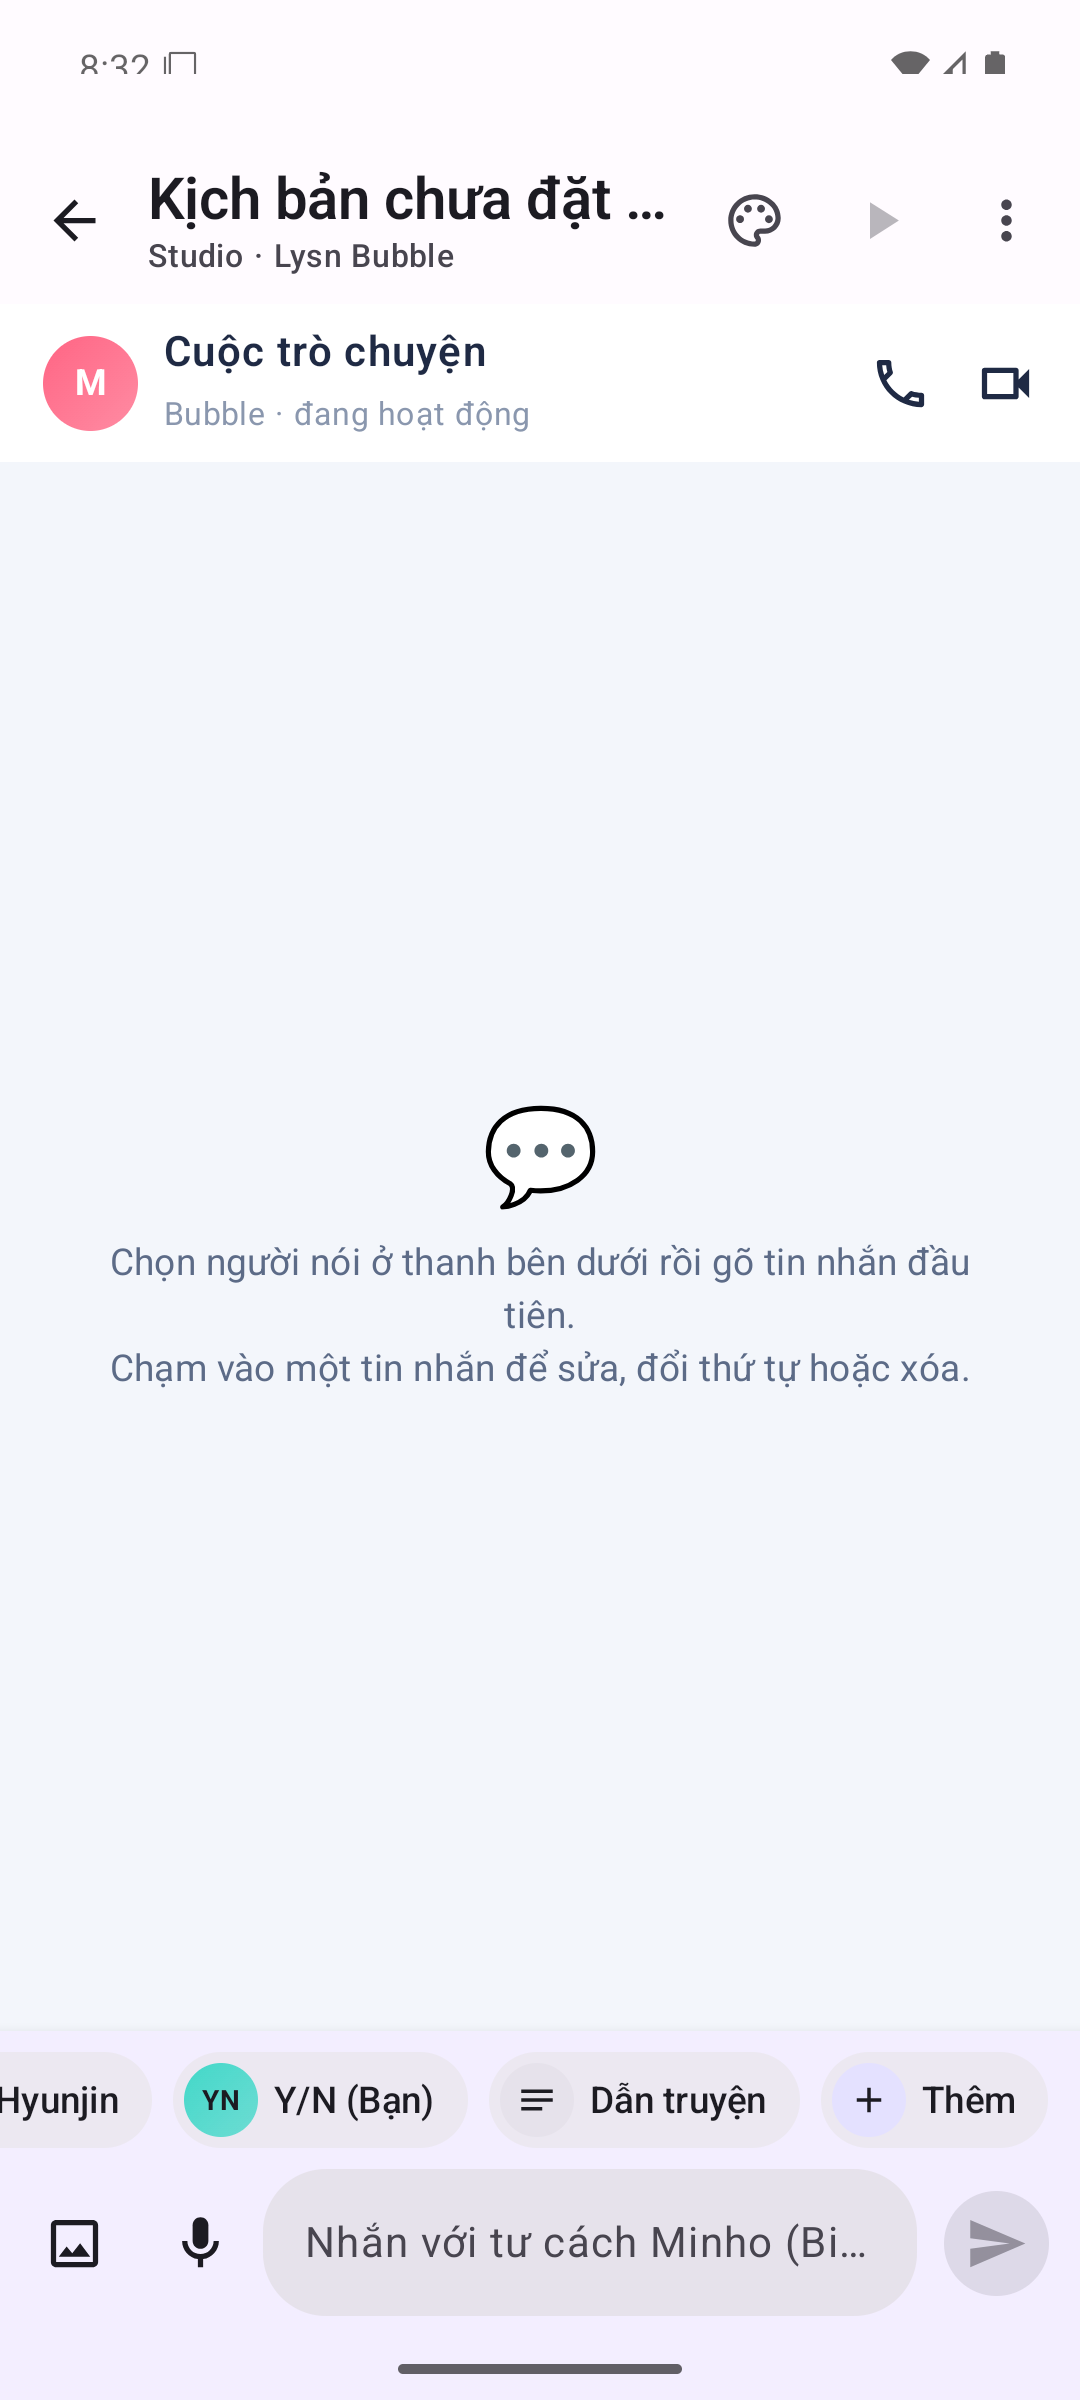 8:32
Kịch bản chưa đặt ...
Studio · Lysn Bubble
M
Cuộc trò chuyện
Bubble · đang hoạt động
Chọn người nói ở thanh bên dưới rồi gõ tin nhắn đầu
tiên.
Chạm vào một tin nhắn để sửa, đổi thứ tự hoặc xóa.
Hyunjin
YN
Y/N (Bạn)
Dẫn truyện
Thêm
Nhắn với tư cách Minho (Bi...